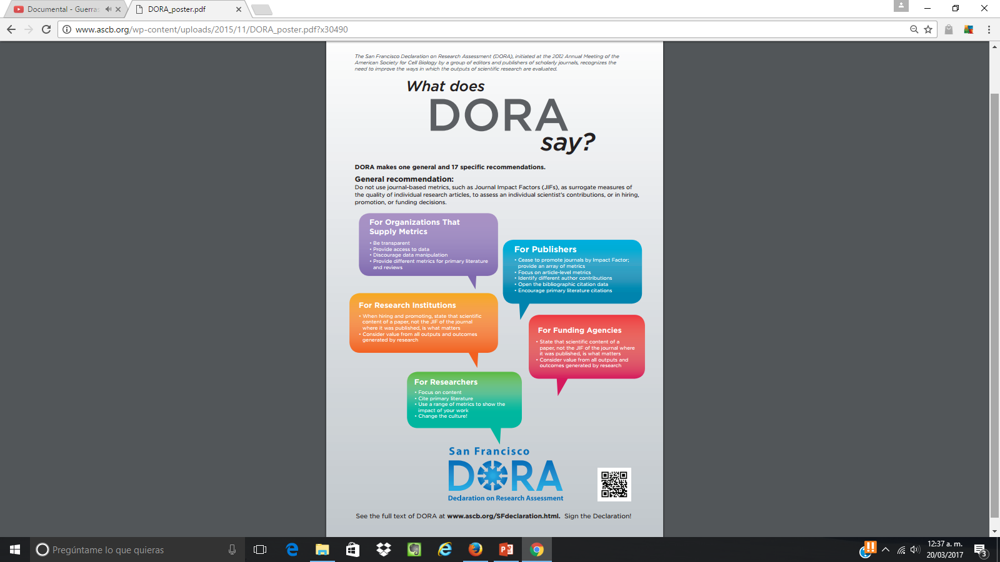 Documental - Guerras
DORA_poster.pdf
www.ascb.org/wp-content/uploads/2015/11/DORA_poster.pdf?x30490
The San Francisco Declaration on Research Assessment (DORA), initiated at the 2012 Annual Meeting of the
American Society for Cell Biology by a group of editors and publishers of scholarly journals, recognizes the
need to improve the ways in which the outputs of scientific research are evaluated.
What does
DORA
say?
DORA makes one general and 17 specific recommendations.
General recommendation:
Do not use journal-based metrics, such as Journal Impact Factors (JIFs), as surrogate measures of
the quality of individual research articles, to assess an individual scientist's contributions, or in hiring,
promotion, or funding decisions.
For Organizations That
Supply Metrics
• Be transparent
• Provide access to data
• Discourage data manipulation
• Provide different metrics for primary literature
and reviews
For Publishers
• Cease to promote journals by Impact Factor;
provide an array of metrics
• Focus on article-level metrics
• Identify different author contributions
• Open the bibliographic citation data
• Encourage primary literature citations
For Research Institutions
• When hiring and promoting, state that scientific
content of a paper, not the JIF of the journal
where it was published, is what matters
• Consider value from all outputs and outcomes
generated by research
For Funding Agencies
• State that scientific content of a
paper, not the JIF of the journal where
it was published, is what matters
• Consider value from all outputs and
outcomes generated by research
For Researchers
• Focus on content
• Cite primary literature
• Use a range of metrics to show the
impact of your work
• Change the culture!
San Francisco
DORA
Declaration on Research Assessment
See the full text of DORA at www.ascb.org/SFdeclaration.html. Sign the Declaration!
Pregúntame lo que quieras
12:37 a. m.
20/03/2017
3